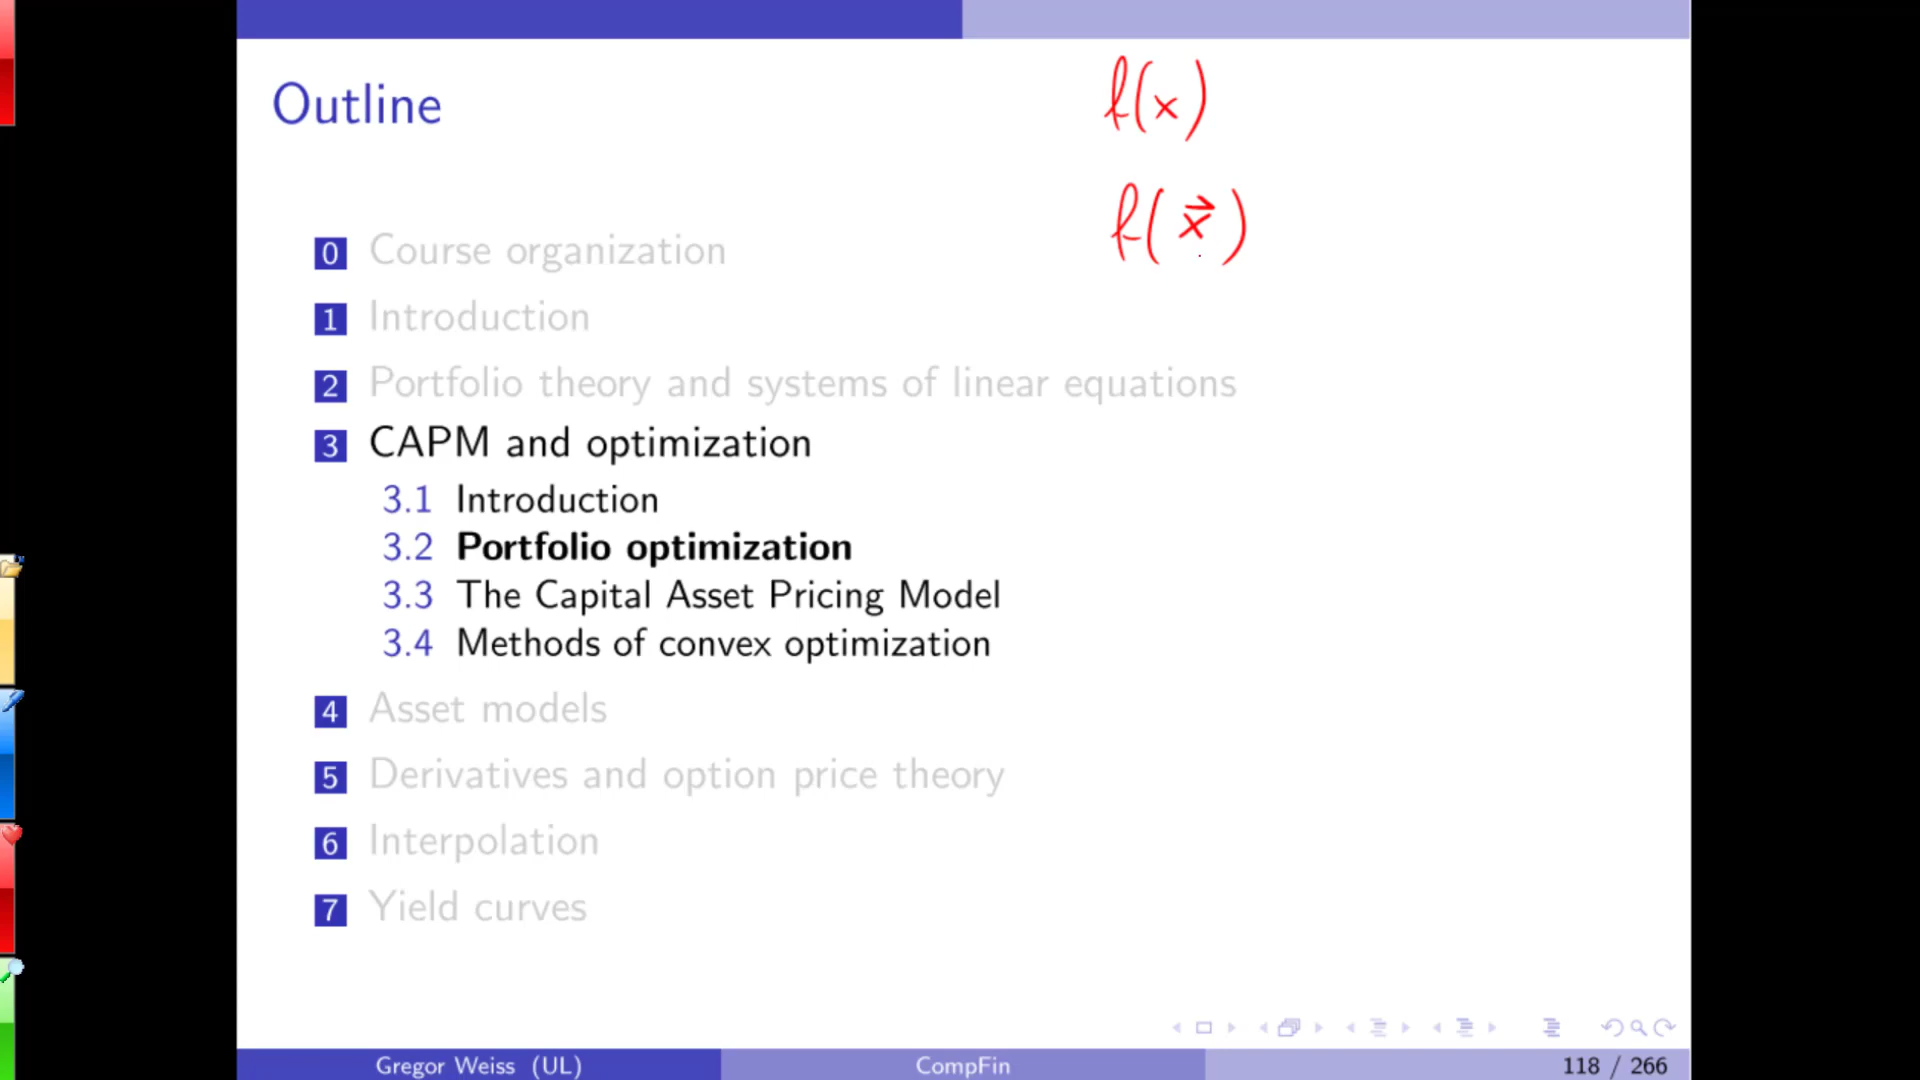 Outline
f(x)
f(x⃗)
0 Course organization
1 Introduction
2 Portfolio theory and systems of linear equations
3 CAPM and optimization
3.1 Introduction
3.2 Portfolio optimization
3.3 The Capital Asset Pricing Model
3.4 Methods of convex optimization
4 Asset models
5 Derivatives and option price theory
6 Interpolation
7 Yield curves
Gregor Weiss (UL) CompFin 118 / 266